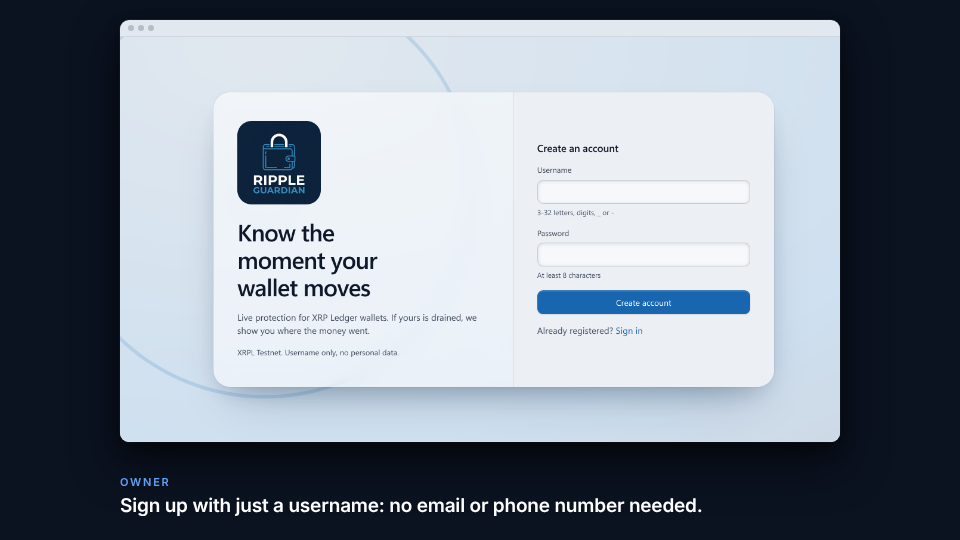 RIPPLE
GUARDIAN
Know the
moment your
wallet moves
Live protection for XRP Ledger wallets. If yours is drained, we
show you where the money went.
XRPL Testnet. Username only, no personal data.
Create an account
Username
3-32 letters, digits, _ or -
Password
At least 8 characters
Create account
Already registered? Sign in
OWNER
Sign up with just a username: no email or phone number needed.